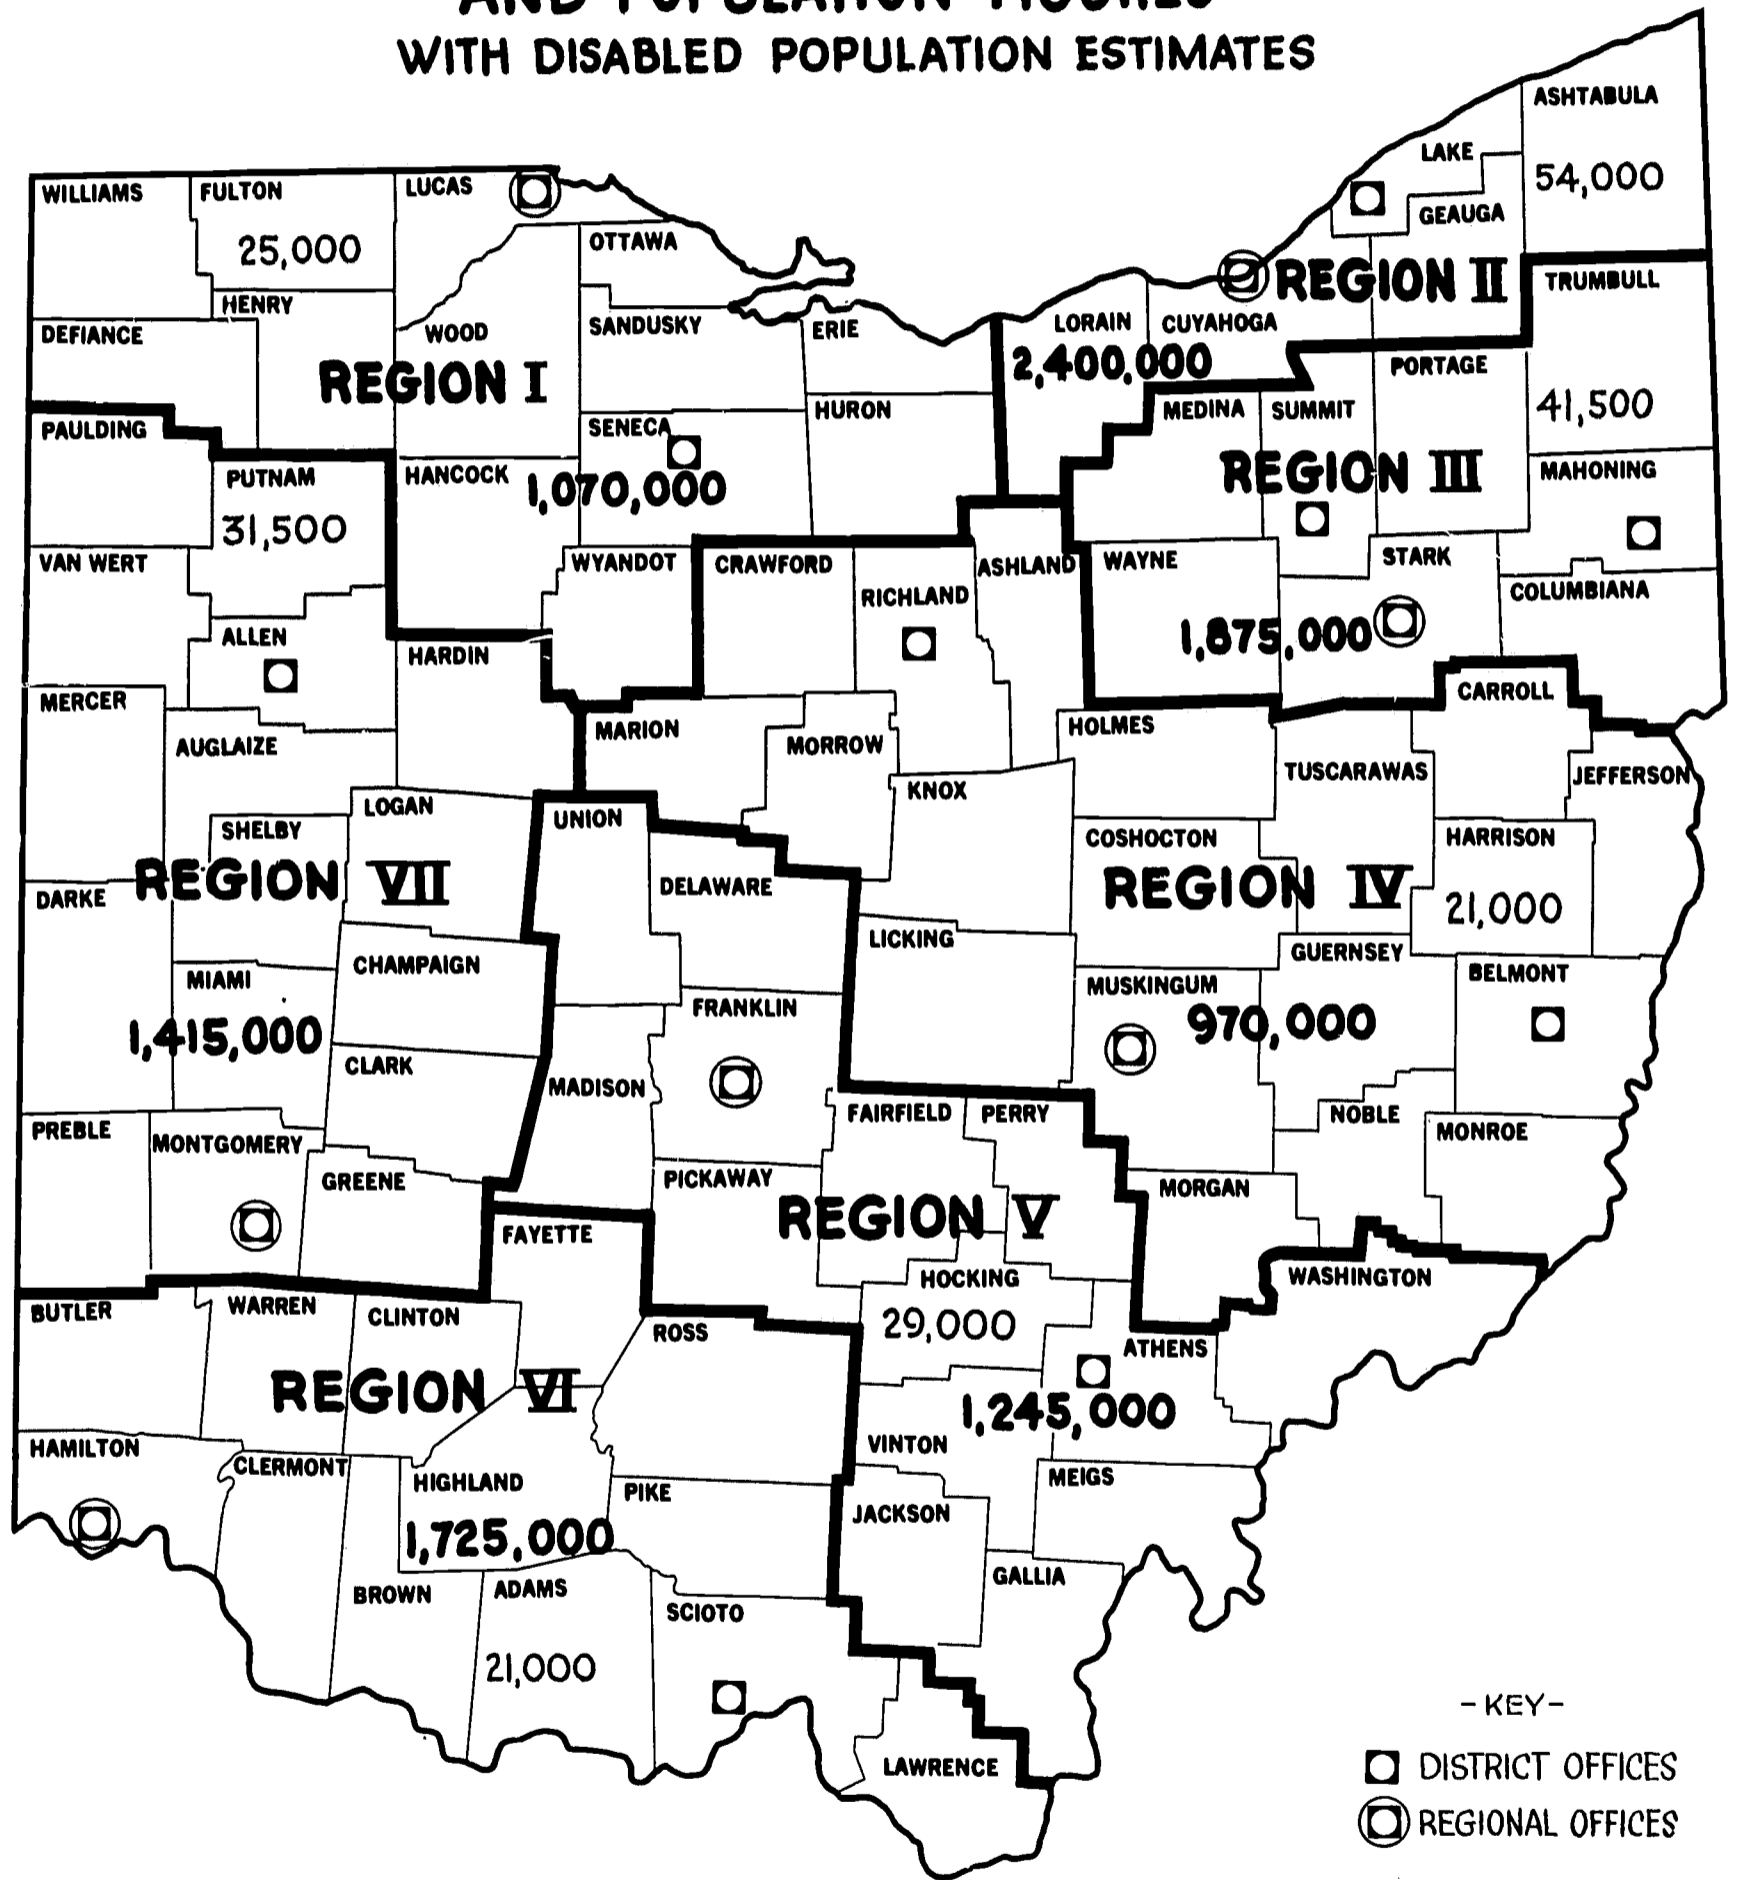 AND POPULATION FIGURES
WITH DISABLED POPULATION ESTIMATES
ASHTABULA
LAKE
54,000
GEAUGA
WILLIAMS
FULTON
LUCAS
25,000
OTTAWA
REGION II
TRUMBULL
HENRY
DEFIANCE
WOOD
SANDUSKY
ERIE
LORAIN
CUYAHOGA
2,400,000
PORTAGE
REGION I
41,500
PAULDING
SENECA
HURON
MEDINA
SUMMIT
REGION III
MAHONING
PUTNAM
HANCOCK
1,070,000
31,500
VAN WERT
WYANDOT
CRAWFORD
ASHLAND
WAYNE
STARK
RICHLAND
COLUMBIANA
ALLEN
1,875,000
HARDIN
MERCER
CARROLL
AUGLAIZE
MARION
MORROW
HOLMES
TUSCARAWAS
JEFFERSON
LOGAN
KNOX
SHELBY
UNION
COSHOCTON
HARRISON
REGION VII
DARKE
DELAWARE
REGION IV
21,000
LICKING
GUERNSEY
CHAMPAIGN
BELMONT
MIAMI
FRANKLIN
MUSKINGUM
1,415,000
970,000
CLARK
MADISON
PREBLE
MONTGOMERY
FAIRFIELD
PERRY
NOBLE
MONROE
GREENE
PICKAWAY
MORGAN
REGION V
FAYETTE
HOCKING
WASHINGTON
BUTLER
WARREN
CLINTON
29,000
ROSS
ATHENS
REGION VI
1,245,000
HAMILTON
VINTON
CLERMONT
HIGHLAND
PIKE
MEIGS
JACKSON
1,725,000
GALLIA
BROWN
ADAMS
SCIOTO
21,000
LAWRENCE
-KEY-
DISTRICT OFFICES
REGIONAL OFFICES